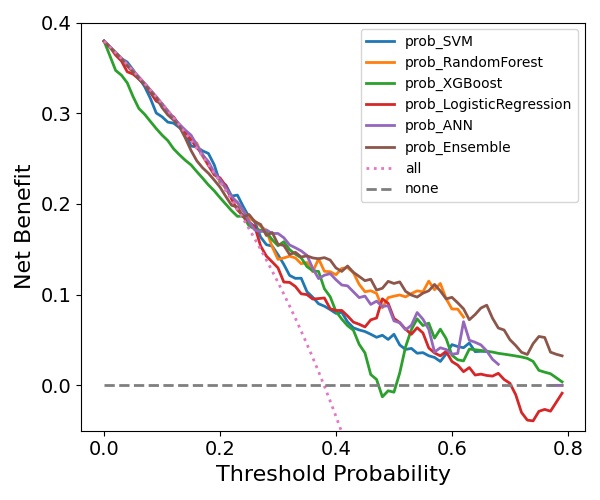 0.4
0.3
0.2
0.1
0.0
Net Benefit
prob_SVM
prob_RandomForest
prob_XGBoost
prob_LogisticRegression
prob_ANN
prob_Ensemble
all
none
0.0 0.2 0.4 0.6 0.8
Threshold Probability